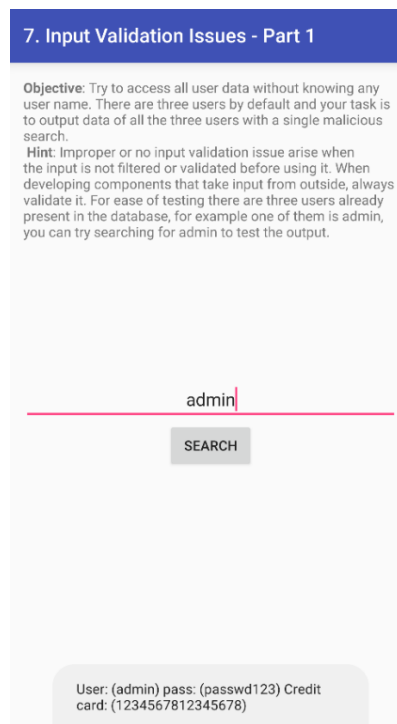 7. Input Validation Issues - Part 1
Objective: Try to access all user data without knowing any
user name. There are three users by default and your task is
to output data of all the three users with a single malicious
search.
Hint: Improper or no input validation issue arise when
the input is not filtered or validated before using it. When
developing components that take input from outside, always
validate it. For ease of testing there are three users already
present in the database, for example one of them is admin,
you can try searching for admin to test the output.
admin
SEARCH
User: (admin) pass: (passwd123) Credit
card: (1234567812345678)